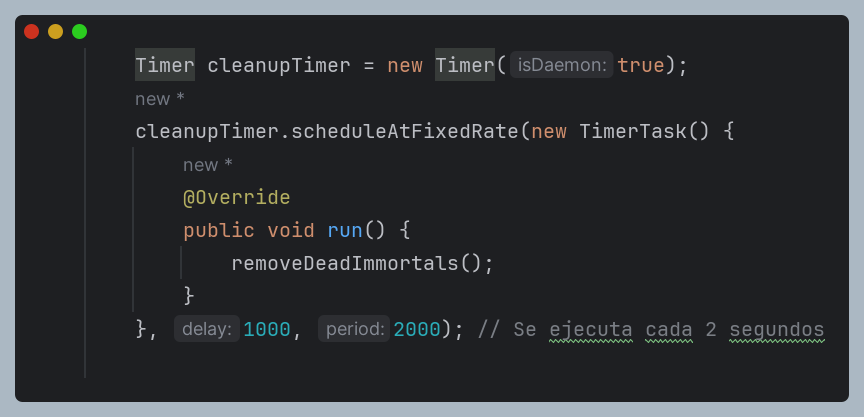 Timer cleanupTimer = new Timer( isDaemon: true);
new *
cleanupTimer.scheduleAtFixedRate(new TimerTask() {
new *
@Override
public void run() {
removeDeadImmortals();
}
}, delay: 1000, period: 2000); // Se ejecuta cada 2 segundos